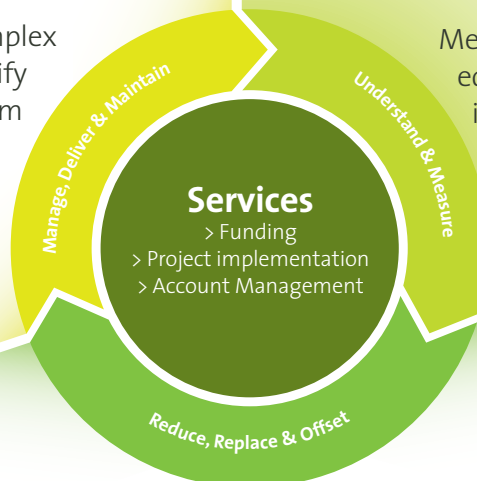 Manage, Deliver & Maintain
Understand & Measure
Services
> Funding
> Project implementation
> Account Management
Reduce, Replace & Offset